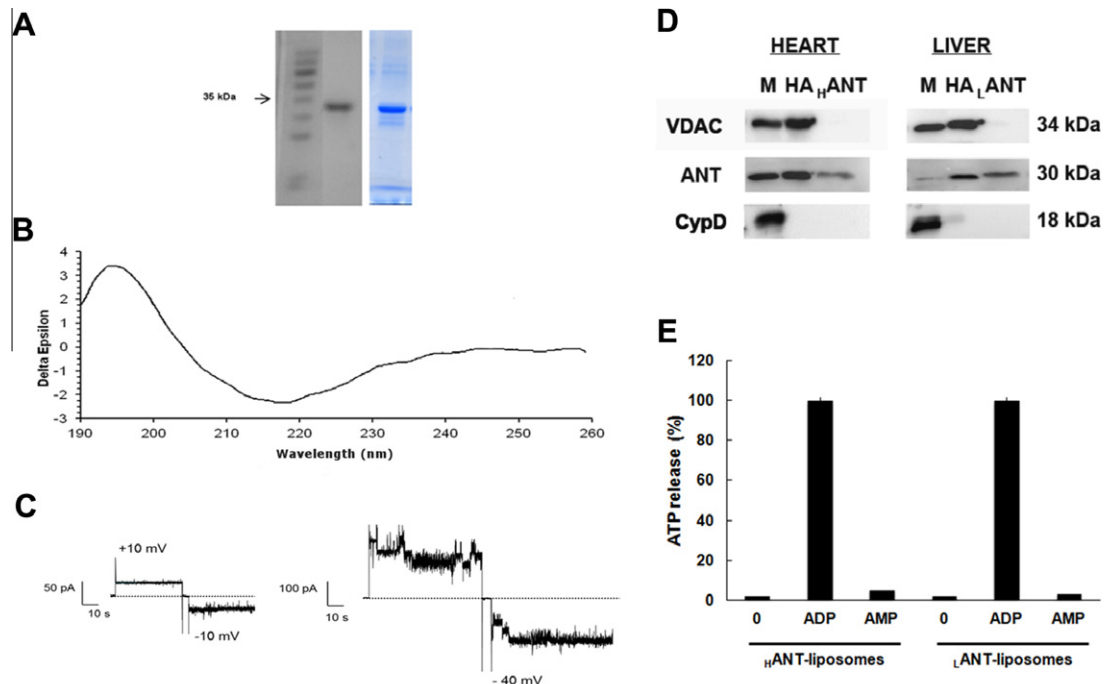 A
35 kDa
B
Delta Epsilon
4
3
2
1
0
-1
-2
-3
190 200 210 220 230 240 250 260
Wavelength (nm)
C
+10 mV
50 pA
10 s
-10 mV
100 pA
10 s
- 40 mV
D
HEART LIVER
M HA HANT M HA LANT
VDAC 34 kDa
ANT 30 kDa
CypD 18 kDa
E
ATP release (%)
120
100
80
60
40
20
0
0 ADP AMP 0 ADP AMP
HANT-liposomes LANT-liposomes